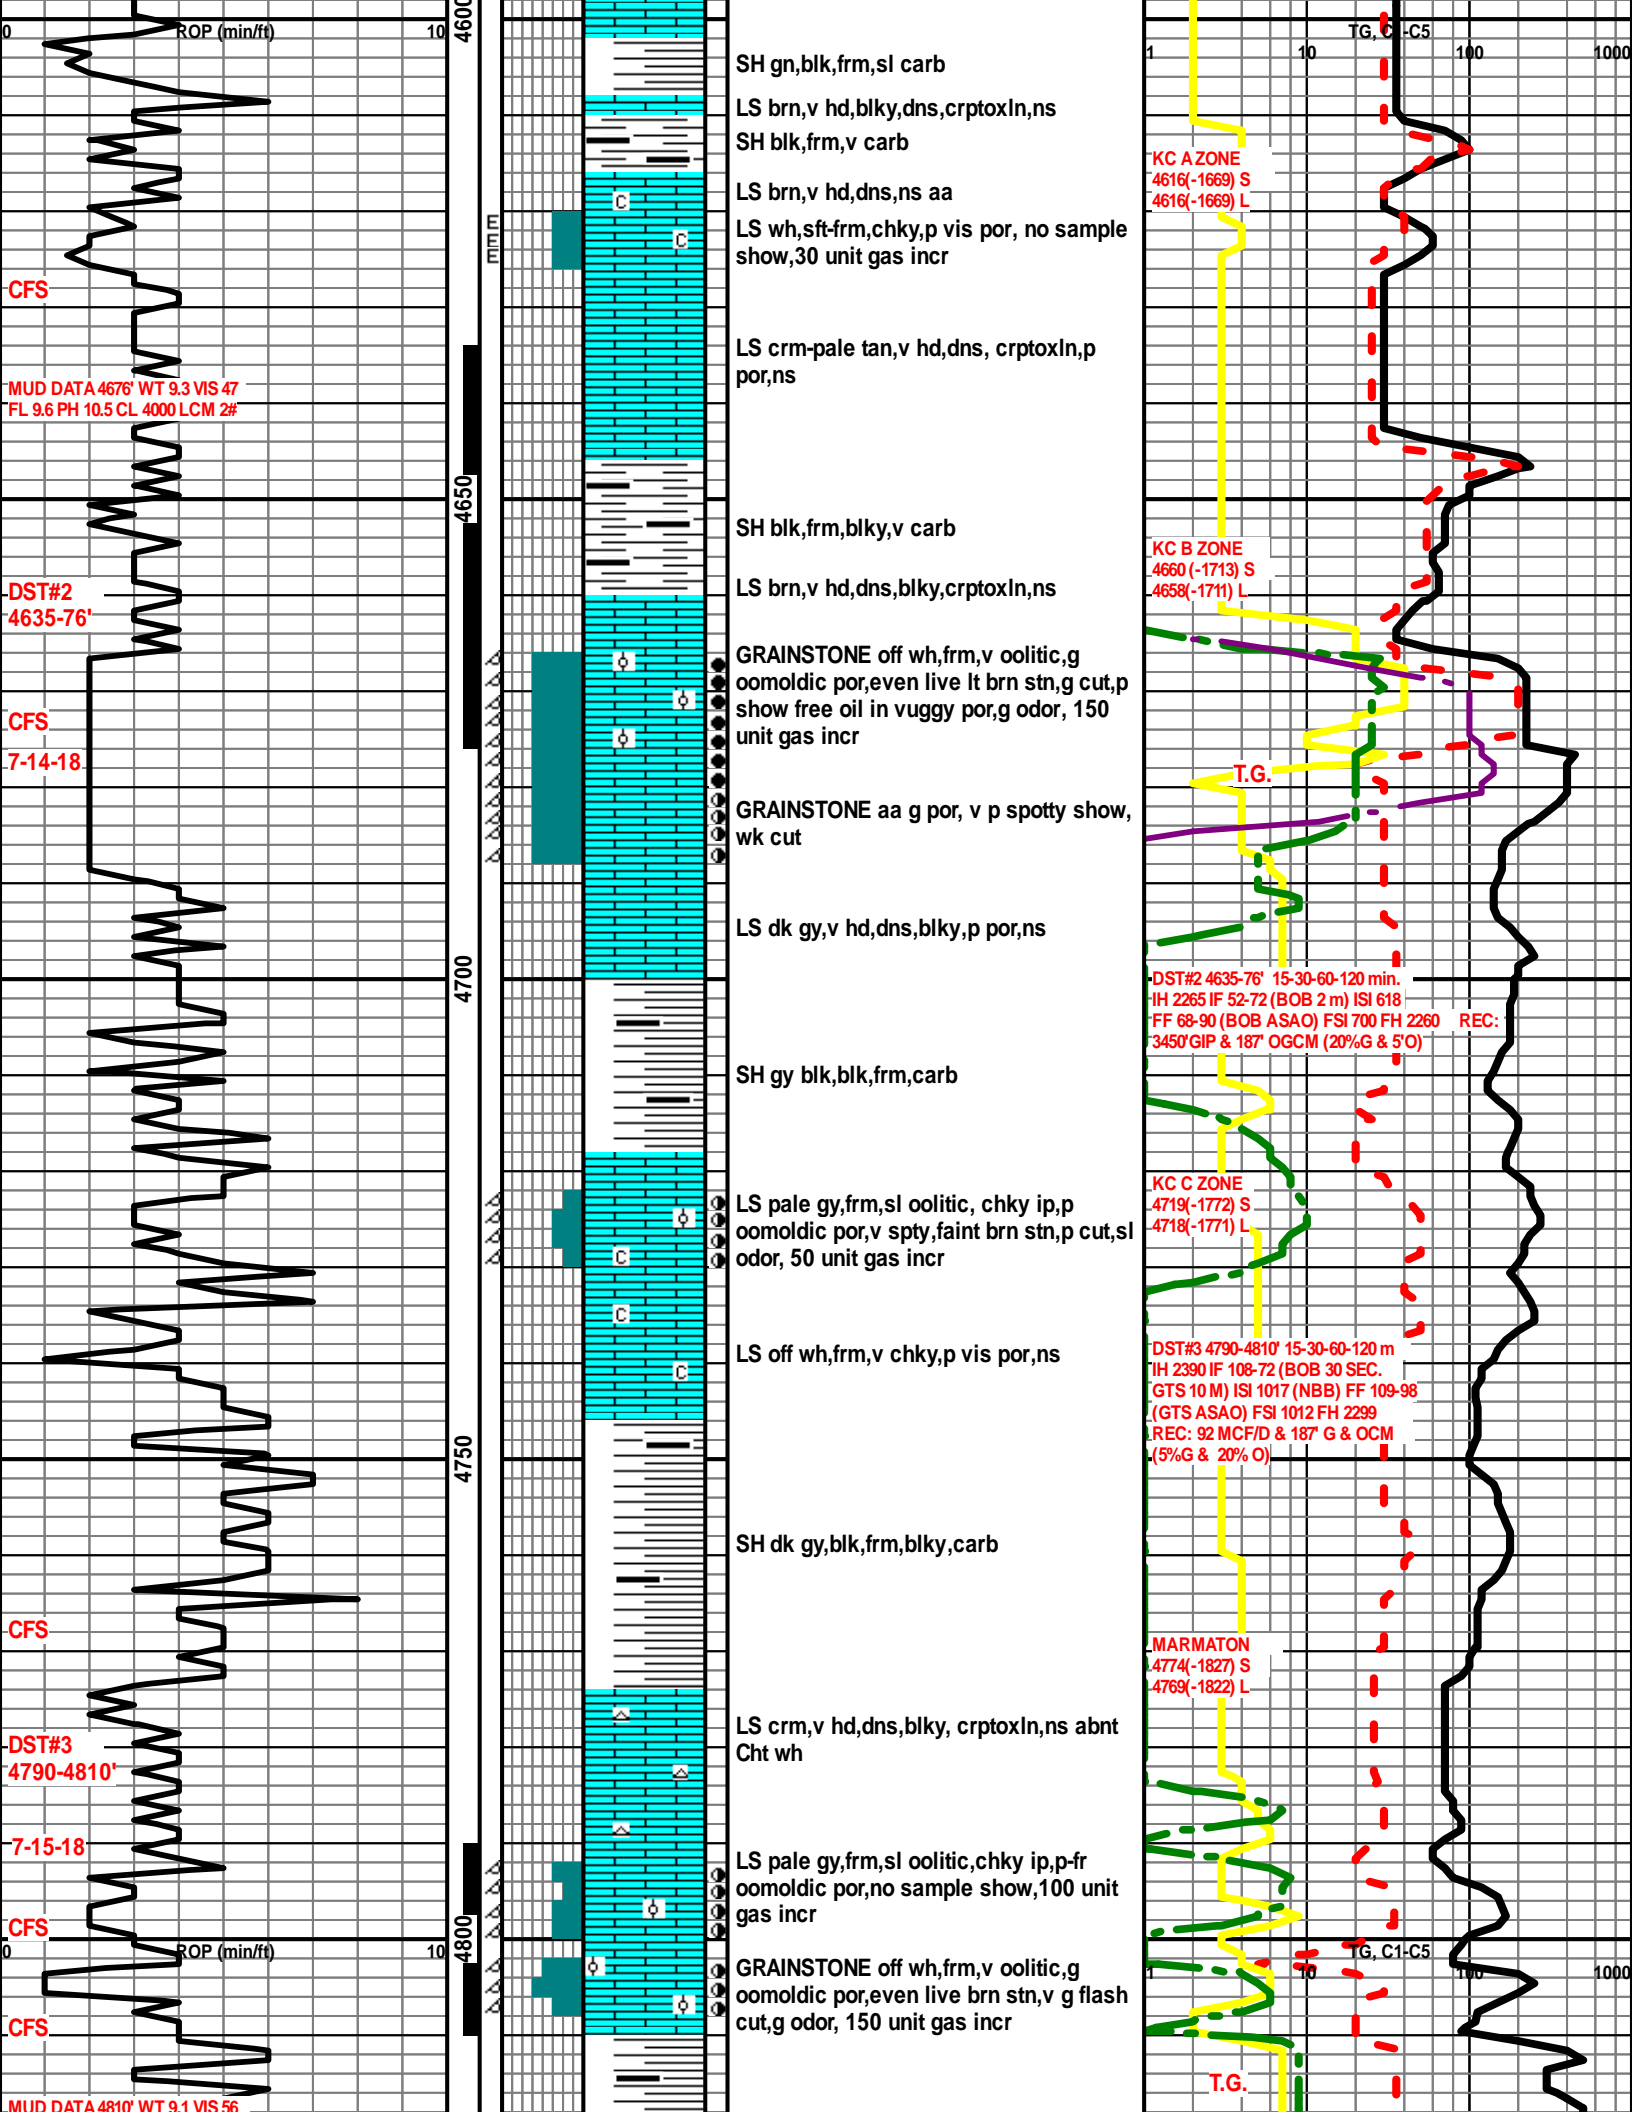 0 ROP (min/ft) 10
4600
TG, C1-C5
1 10 100 1000
SH gn,blk,frm,sl carb
LS brn,v hd,blky,dns,crptoxln,ns
SH blk,frm,v carb
KC A ZONE
4616(-1669) S
4616(-1669) L
LS brn,v hd,dns,ns aa
C
LS wh,sft-frm,chky,p vis por, no sample
show,30 unit gas incr
E
E
E
C
CFS
LS crm-pale tan,v hd,dns, crptoxln,p
por,ns
MUD DATA 4676' WT 9.3 VIS 47
FL 9.6 PH 10.5 CL 4000 LCM 2#
4650
SH blk,frm,blky,v carb
KC B ZONE
4660 (-1713) S
4658(-1711) L
DST#2
4635-76'
LS brn,v hd,dns,blky,crptoxln,ns
GRAINSTONE off wh,frm,v oolitic,g
oomoldic por,even live lt brn stn,g cut,p
show free oil in vuggy por,g odor, 150
unit gas incr
CFS
7-14-18
T.G.
GRAINSTONE aa g por, v p spotty show,
wk cut
LS dk gy,v hd,dns,blky,p por,ns
4700
DST#2 4635-76' 15-30-60-120 min.
IH 2265 IF 52-72 (BOB 2 m) ISI 618
FF 68-90 (BOB ASAO) FSI 700 FH 2260 REC:
3450'GIP & 187' OGCM (20%G & 5'O)
SH gy blk,blk,frm,carb
KC C ZONE
4719(-1772) S
4718(-1771) L
LS pale gy,frm,sl oolitic, chky ip,p
oomoldic por,v spty,faint brn stn,p cut,sl
odor, 50 unit gas incr
C
C
LS off wh,frm,v chky,p vis por,ns
C
DST#3 4790-4810' 15-30-60-120 m
IH 2390 IF 108-72 (BOB 30 SEC.
GTS 10 M) ISI 1017 (NBB) FF 109-98
(GTS ASAO) FSI 1012 FH 2299
REC: 92 MCF/D & 187' G & OCM
(5%G & 20% O)
4750
SH dk gy,blk,frm,blky,carb
CFS
MARMATON
4774(-1827) S
4769(-1822) L
LS crm,v hd,dns,blky, crptoxln,ns abnt
Cht wh
DST#3
4790-4810'
7-15-18
LS pale gy,frm,sl oolitic,chky ip,p-fr
oomoldic por,no sample show,100 unit
gas incr
CFS
4800
0 ROP (min/ft) 10
TG, C1-C5
1 10 100 1000
GRAINSTONE off wh,frm,v oolitic,g
oomoldic por,even live brn stn,v g flash
cut,g odor, 150 unit gas incr
CFS
T.G.
MUD DATA 4810' WT 9.1 VIS 56